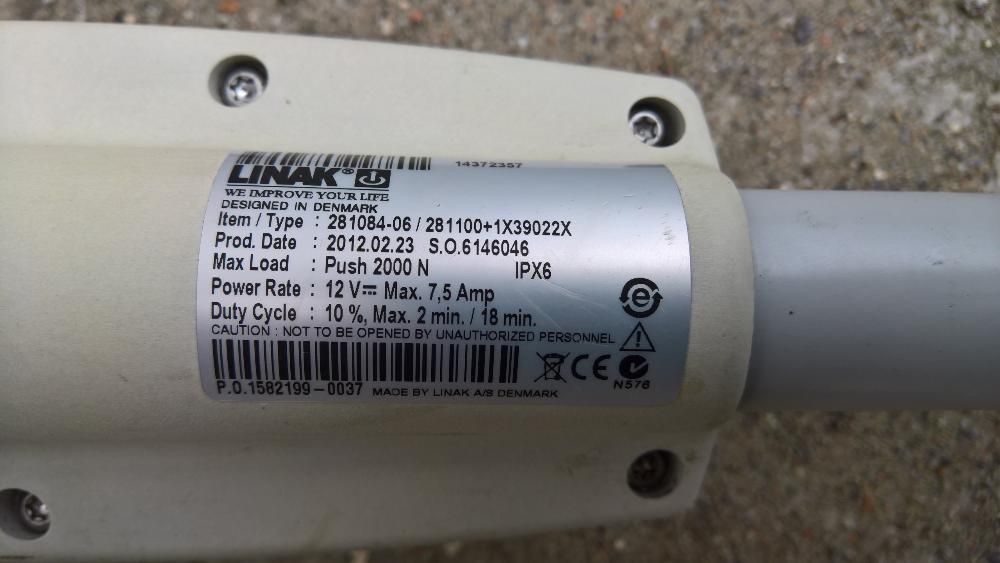 14372357
LINAK®
WE IMPROVE YOUR LIFE
DESIGNED IN DENMARK
Item / Type : 281084-06 / 281100+1X39022X
Prod. Date : 2012.02.23 S.O.6146046
Max Load : Push 2000 N IPX6
Power Rate : 12 V⎓ Max. 7,5 Amp
Duty Cycle : 10 %, Max. 2 min. / 18 min.
CAUTION : NOT TO BE OPENED BY UNAUTHORIZED PERSONNEL
e
CE
N576
P.O.1582199-0037 MADE BY LINAK A/S DENMARK